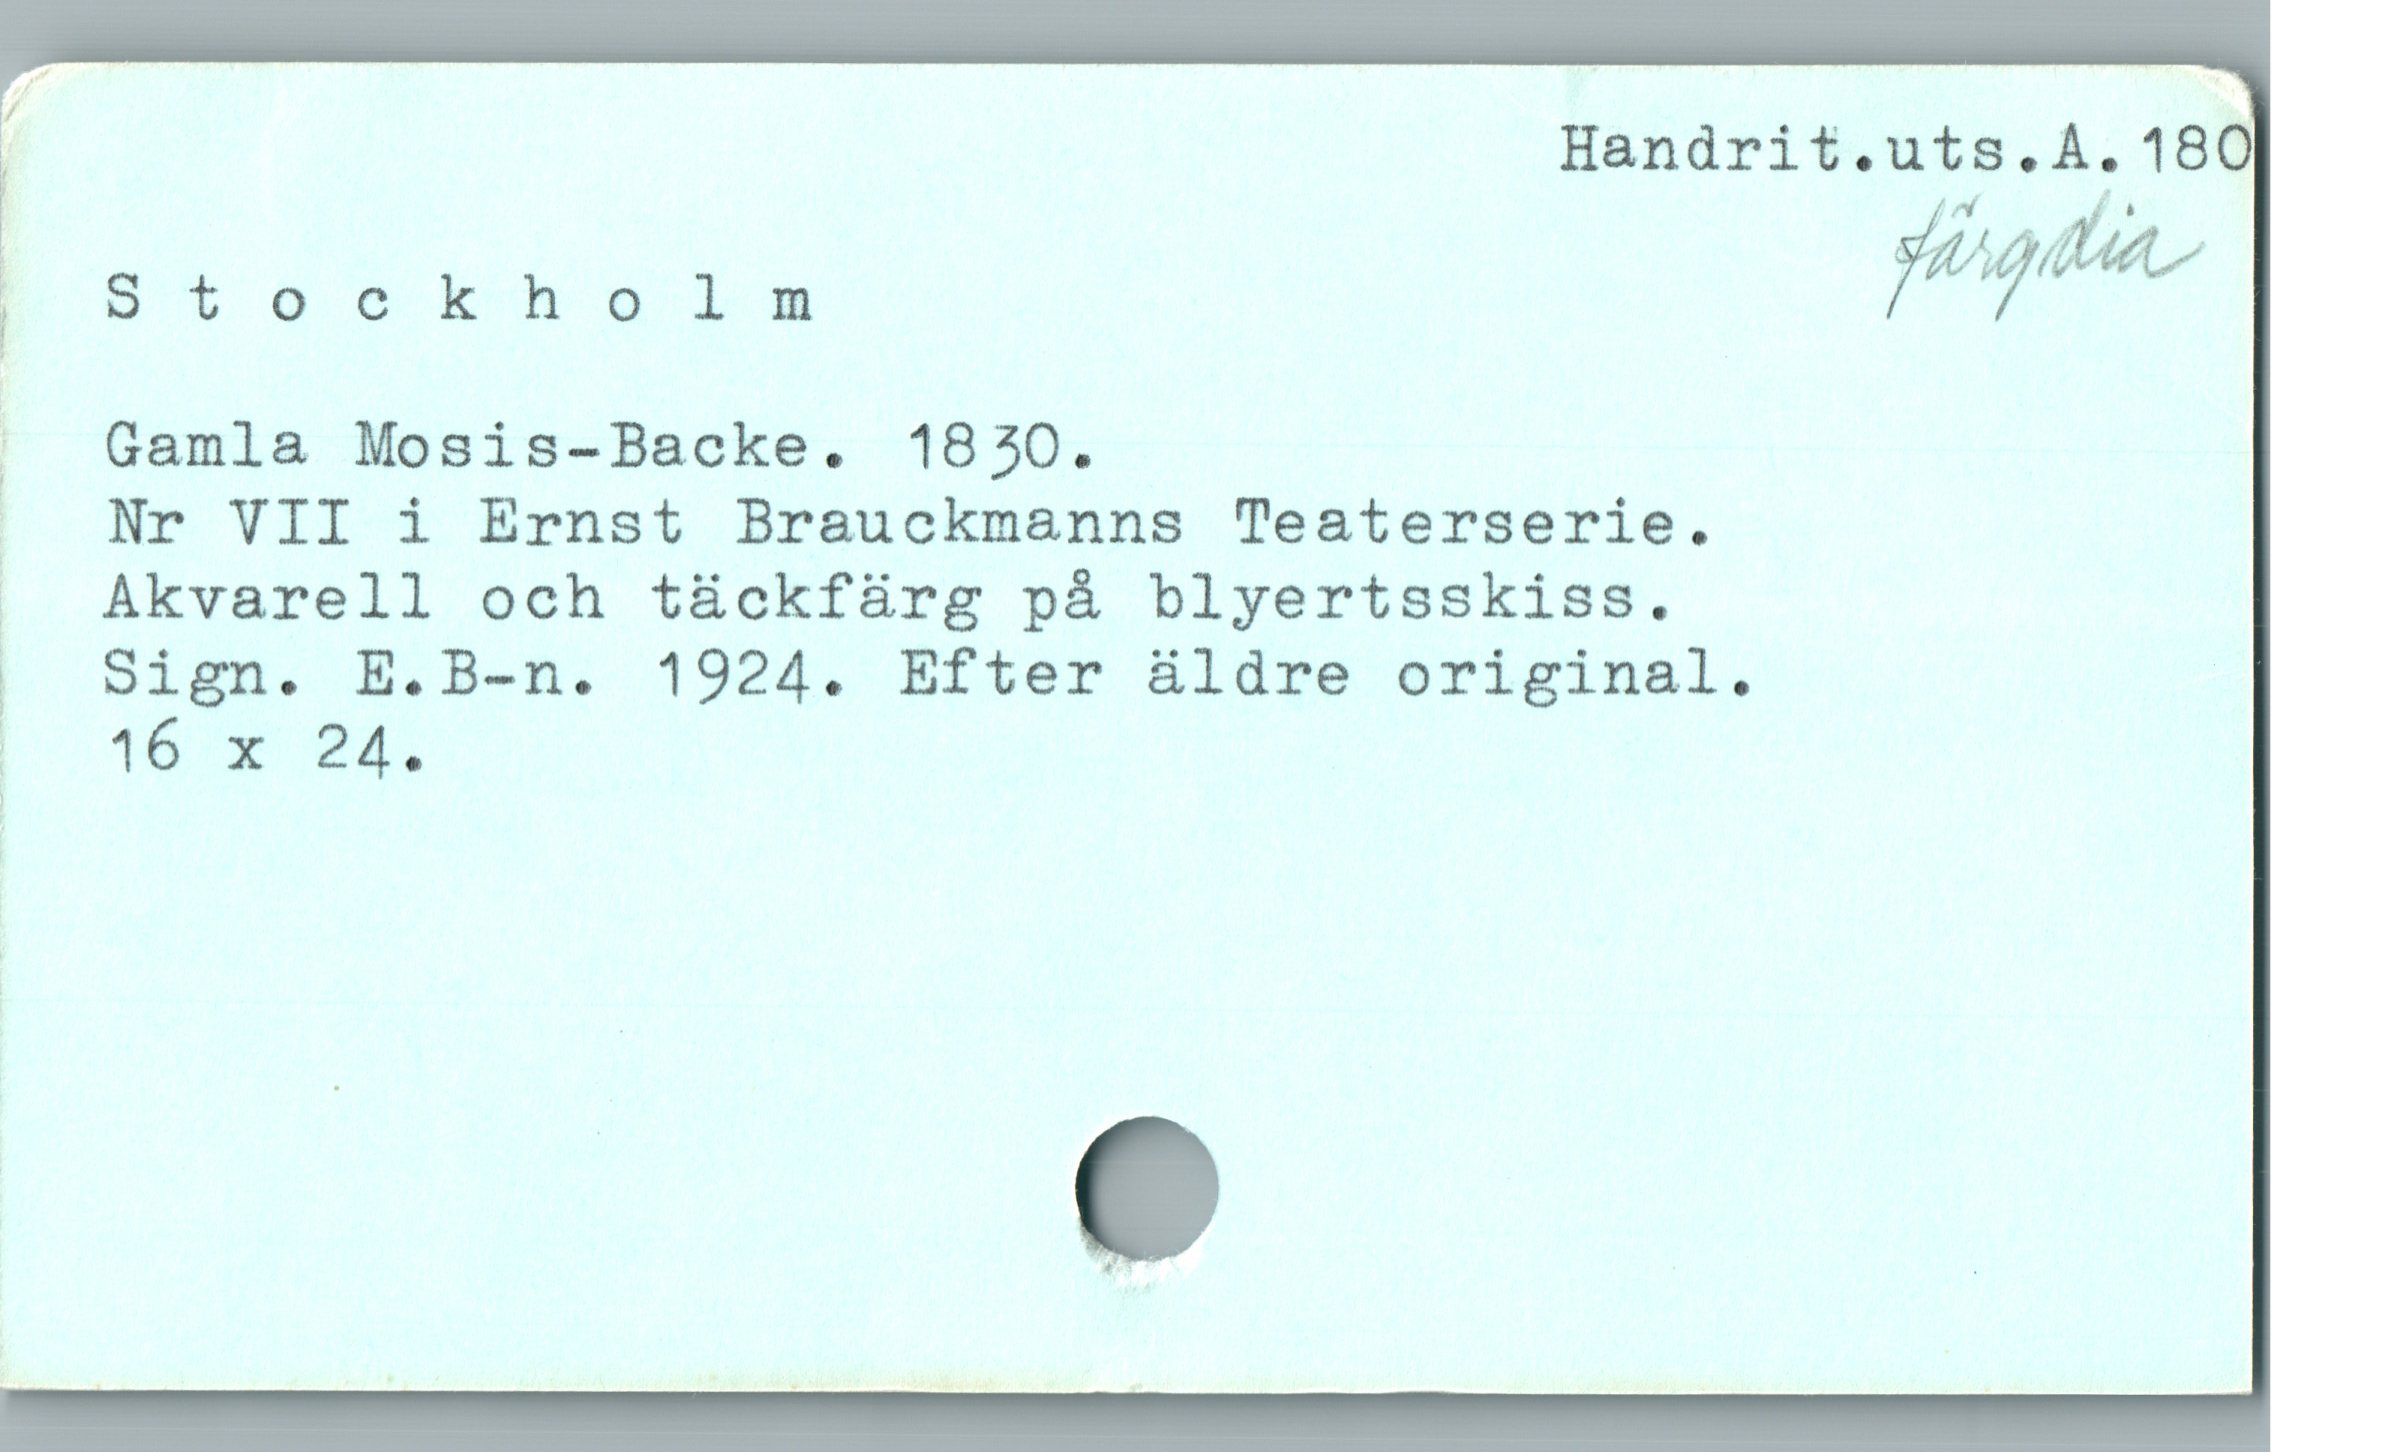 Handrit.uts.A.180
färgdia
S t o c k h o l m
Gamla Mosis-Backe. 1830.
Nr VII i Ernst Brauckmanns Teaterserie.
Akvarell och täckfärg på blyertsskiss.
Sign. E.B-n. 1924. Efter äldre original.
16 x 24.